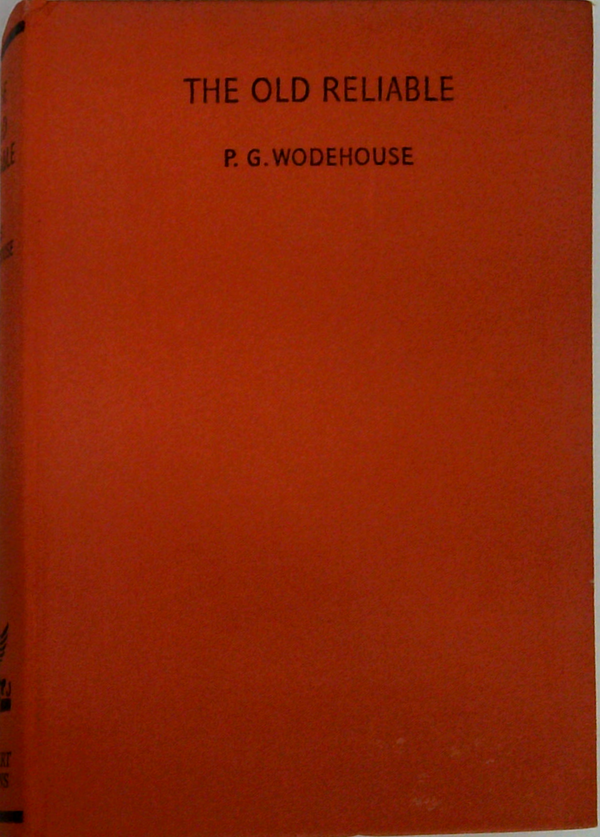 THE OLD RELIABLE
P. G. WODEHOUSE